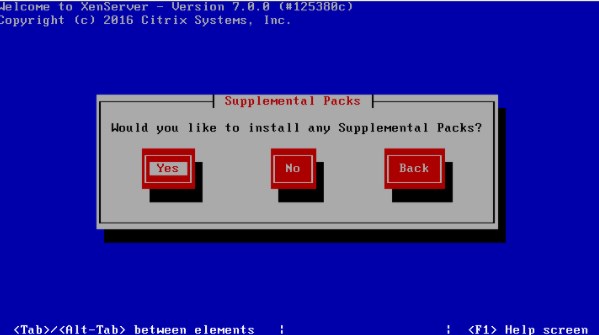 Welcome to XenServer - Version 7.0.0 (#125380c)
Copyright (c) 2016 Citrix Systems, Inc.
Supplemental Packs
Would you like to install any Supplemental Packs?
Yes No Back
<Tab>/<Alt-Tab> between elements | | <F1> Help screen